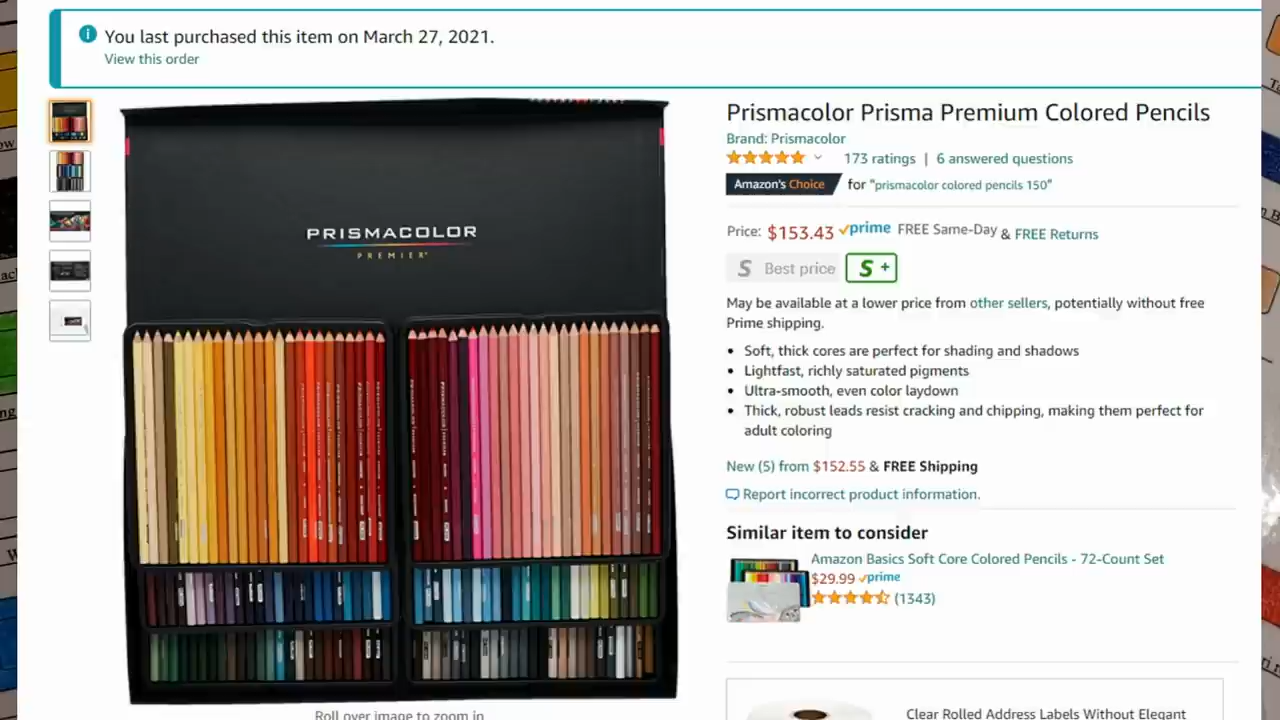 You last purchased this item on March 27, 2021.
View this order
PRISMACOLOR
PREMIER
Roll over image to zoom in
Prismacolor Prisma Premium Colored Pencils
Brand: Prismacolor
173 ratings | 6 answered questions
Amazon's Choice for "prismacolor colored pencils 150"
Price: $153.43 prime FREE Same-Day & FREE Returns
S Best price S +
May be available at a lower price from other sellers, potentially without free
Prime shipping.
• Soft, thick cores are perfect for shading and shadows
• Lightfast, richly saturated pigments
• Ultra-smooth, even color laydown
• Thick, robust leads resist cracking and chipping, making them perfect for
adult coloring
New (5) from $152.55 & FREE Shipping
Report incorrect product information.
Similar item to consider
Amazon Basics Soft Core Colored Pencils - 72-Count Set
$29.99 prime
(1343)
Clear Rolled Address Labels Without Elegant